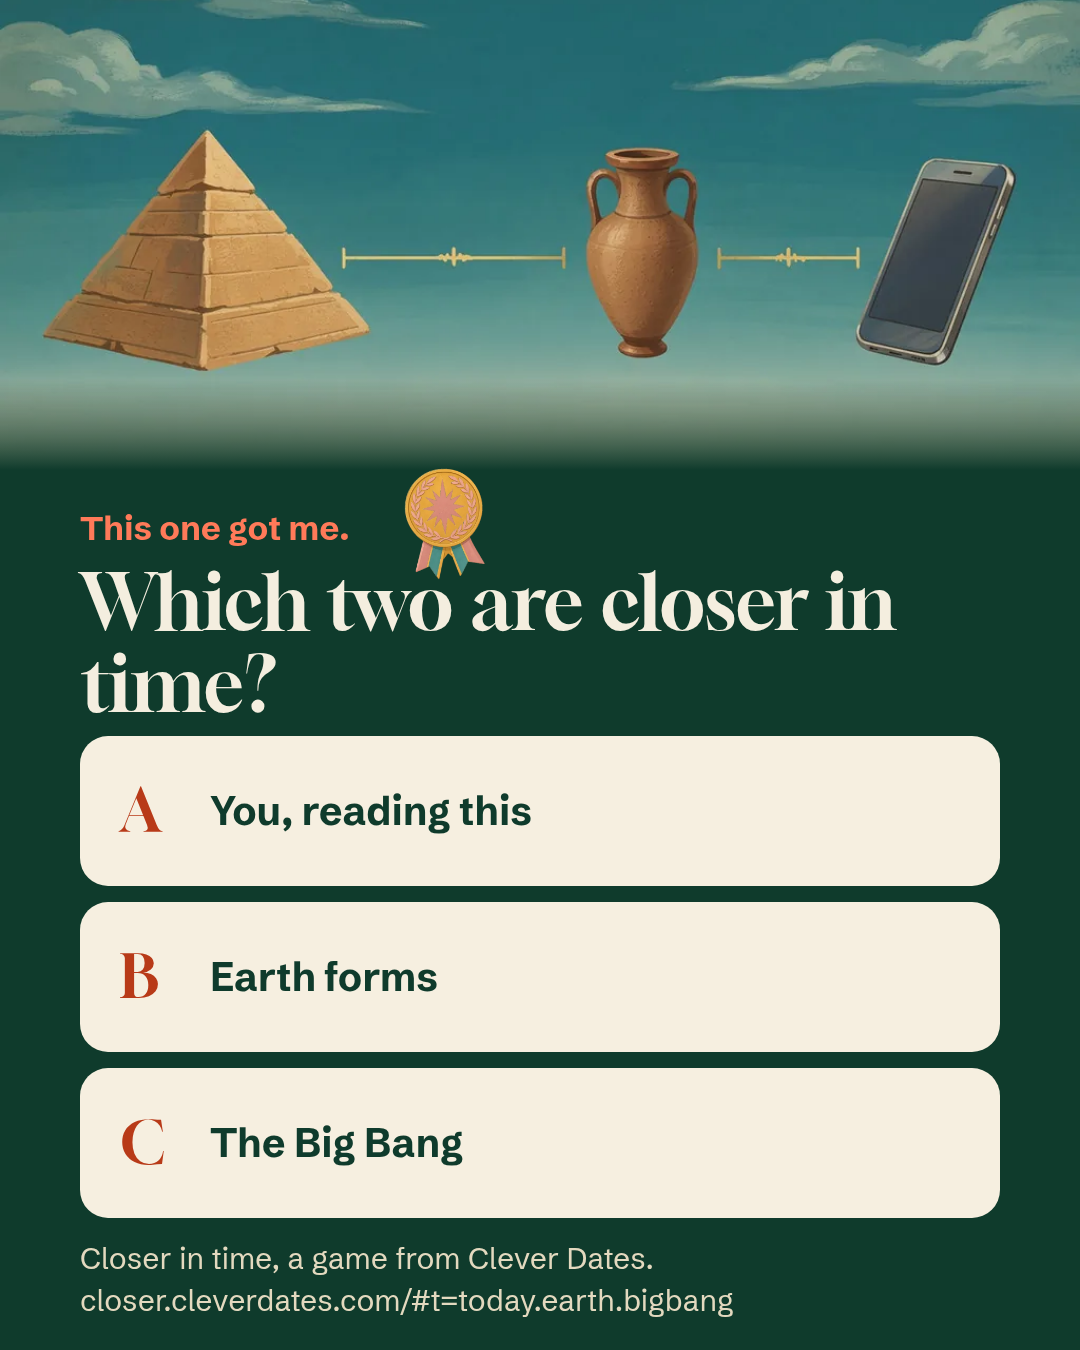 This one got me.
Which two are closer in
time?
A You, reading this
B Earth forms
C The Big Bang
Closer in time, a game from Clever Dates.
closer.cleverdates.com/#t=today.earth.bigbang